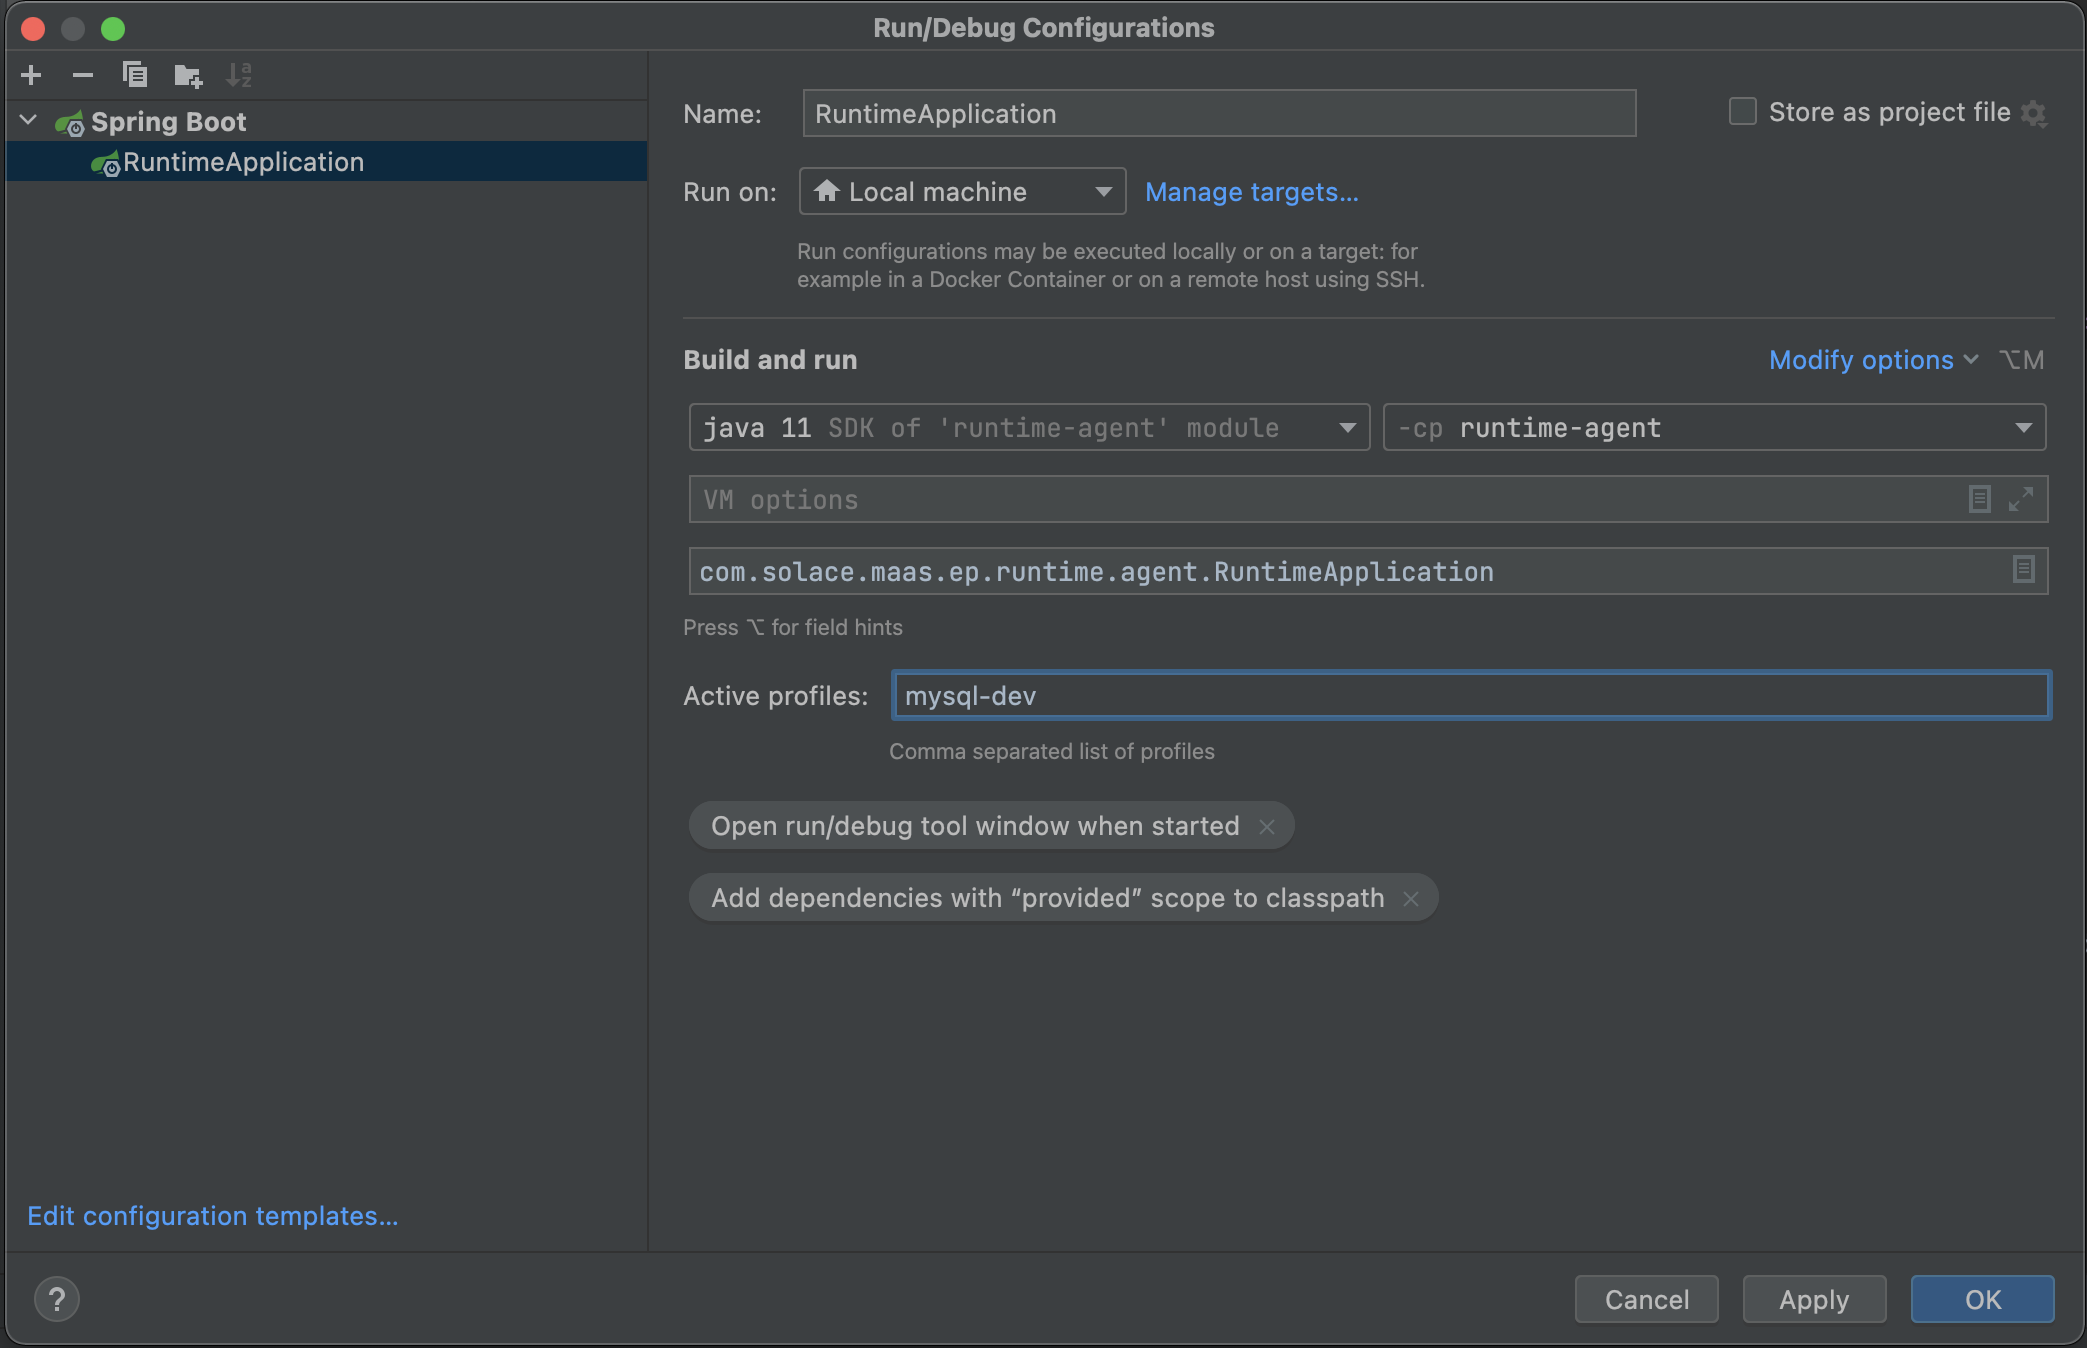 Run/Debug Configurations
Spring Boot
RuntimeApplication
Edit configuration templates...
Name: RuntimeApplication
Store as project file
Run on: Local machine Manage targets...
Run configurations may be executed locally or on a target: for
example in a Docker Container or on a remote host using SSH.
Build and run
Modify options ⌥M
java 11 SDK of 'runtime-agent' module
-cp runtime-agent
VM options
com.solace.maas.ep.runtime.agent.RuntimeApplication
Press ⌥ for field hints
Active profiles: mysql-dev
Comma separated list of profiles
Open run/debug tool window when started
Add dependencies with “provided” scope to classpath
?
Cancel
Apply
OK